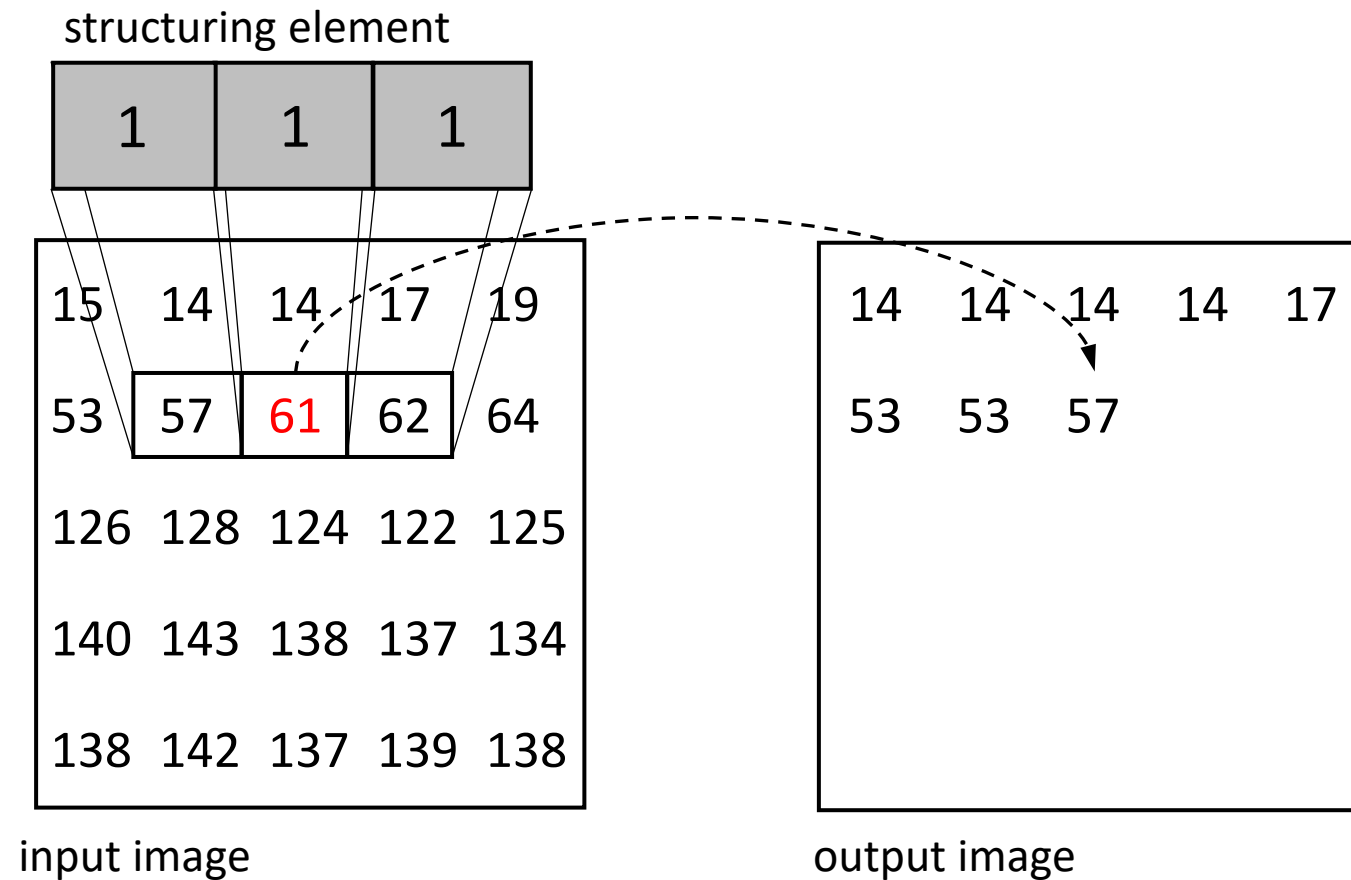 structuring element
1 1 1
15 14 14 17 19
53 57 61 62 64
126 128 124 122 125
140 143 138 137 134
138 142 137 139 138
input image
14 14 14 14 17
53 53 57
output image